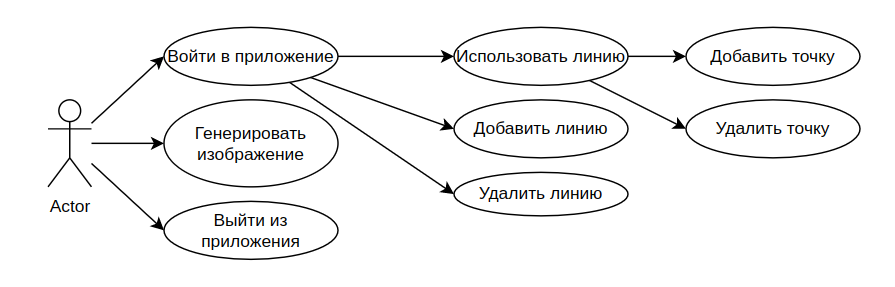 Войти в приложение
Использовать линию
Добавить точку
Генерировать
изображение
Добавить линию
Удалить точку
Actor
Удалить линию
Выйти из
приложения